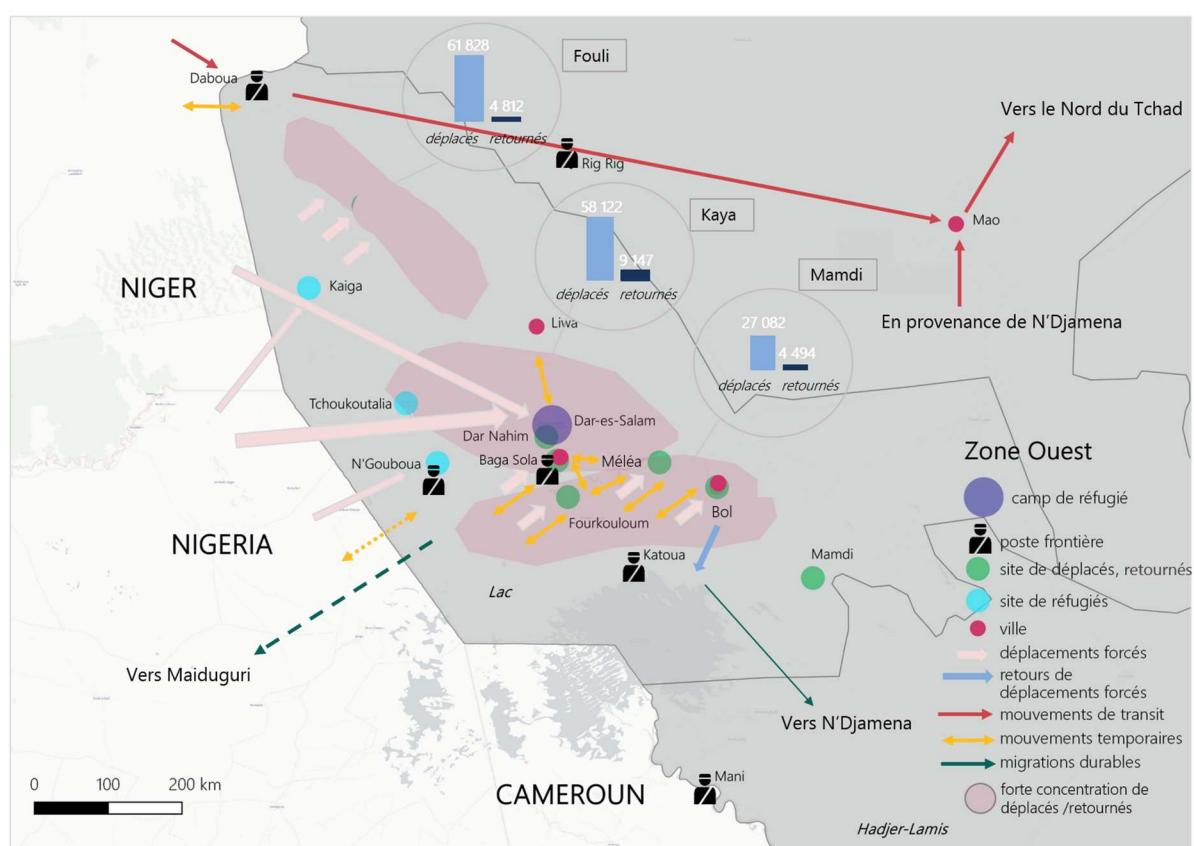 61 828
Fouli
Daboua
4 812
déplacés
retournés
Rig Rig
Vers le Nord du Tchad
58 122
Kaya
Mao
9 147
déplacés
retournés
Mamdi
NIGER
Kaiga
Liwa
27 082
4 494
déplacés
retournés
En provenance de N'Djamena
Tchoukoutalia
Dar-es-Salam
Dar Nahim
Baga Sola
Méléa
N'Gouboua
Fourkouloum
Bol
NIGERIA
Katoua
Mamdi
Lac
Vers Maiduguri
Vers N'Djamena
0 100 200 km
CAMEROUN
Mani
Hadjer-Lamis
Zone Ouest
camp de réfugié
poste frontière
site de déplacés, retournés
site de réfugiés
ville
déplacements forcés
retours de
déplacements forcés
mouvements de transit
mouvements temporaires
migrations durables
forte concentration de
déplacés /retournés